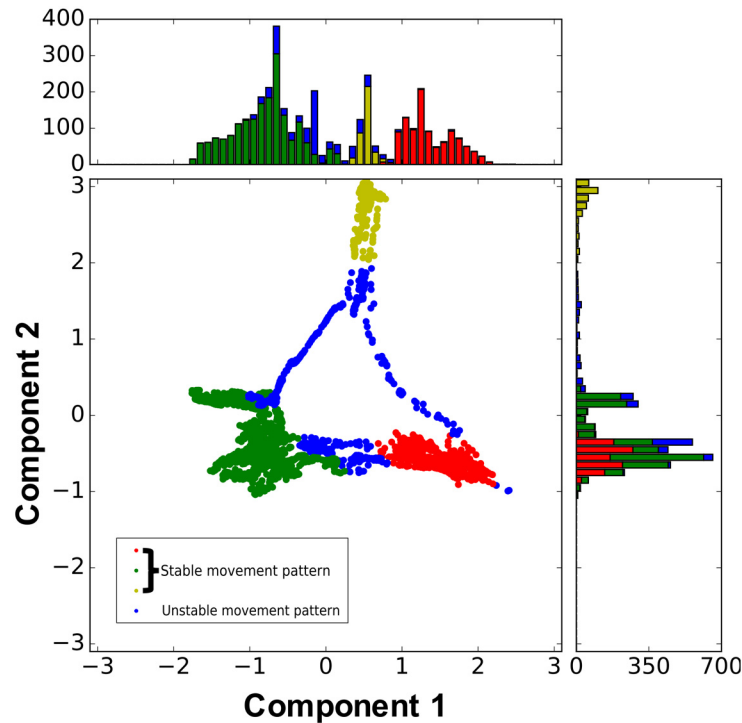 400
300
200
100
0
3
2
1
0
−1
−2
−3
Component 2
Stable movement pattern
Unstable movement pattern
−3 −2 −1 0 1 2 3
0 350 700
Component 1